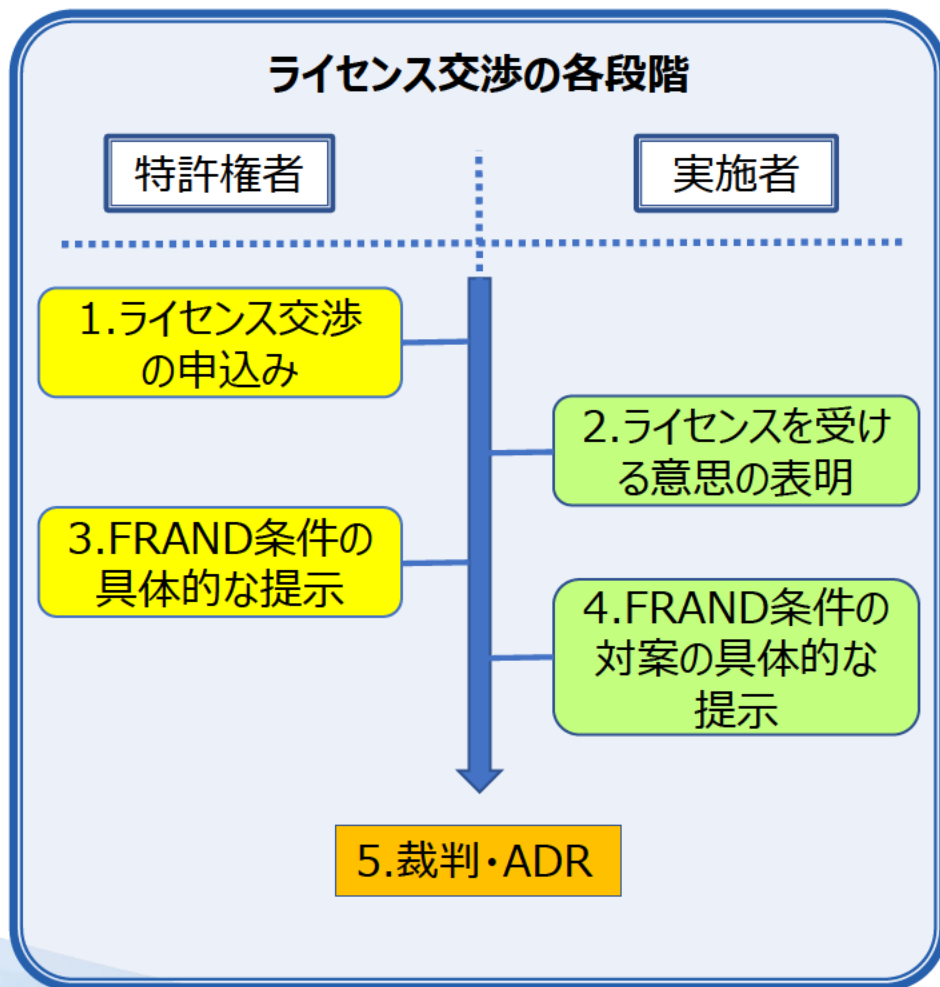 ライセンス交渉の各段階
特許権者
実施者
1.ライセンス交渉
の申込み
2.ライセンスを受け
る意思の表明
3.FRAND条件の
具体的な提示
4.FRAND条件の
対案の具体的な
提示
5.裁判・ADR